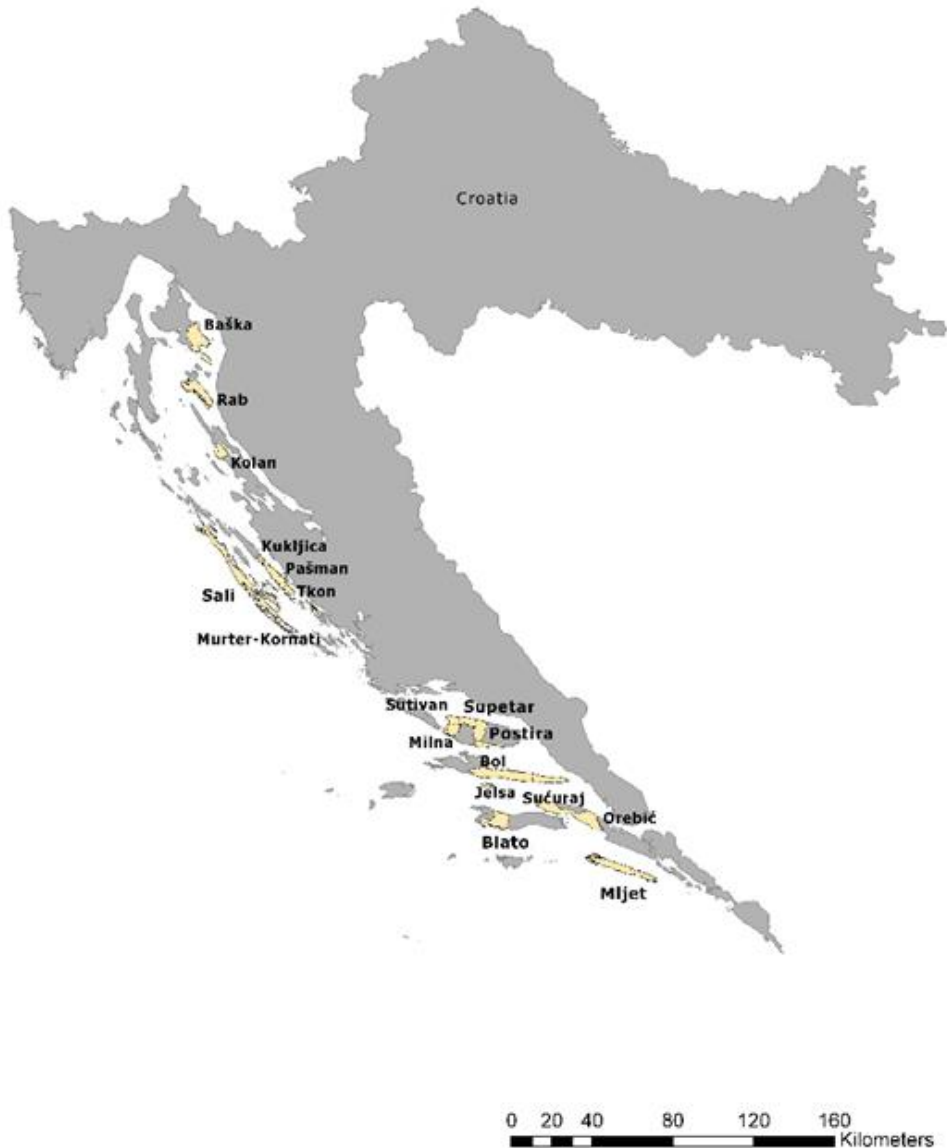 Croatia
Baška
Rab
Kolan
Kukljica
Pašman
Sali
Tkon
Murter-Kornati
Sutivan
Supetar
Milna
Postira
Bol
Jelsa
Sućuraj
Orebić
Blato
Mljet
0 20 40 80 120 160
Kilometers